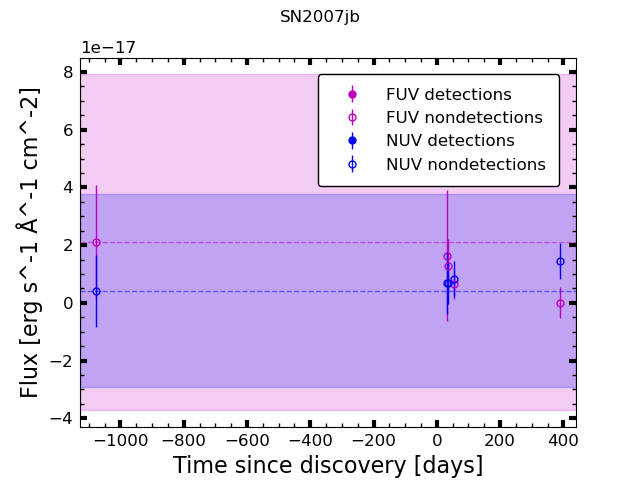 SN2007jb
1e−17
8
6
4
2
0
−2
−4
Flux [erg s^-1 Å^-1 cm^-2]
FUV detections
FUV nondetections
NUV detections
NUV nondetections
−1000 −800 −600 −400 −200 0 200 400
Time since discovery [days]